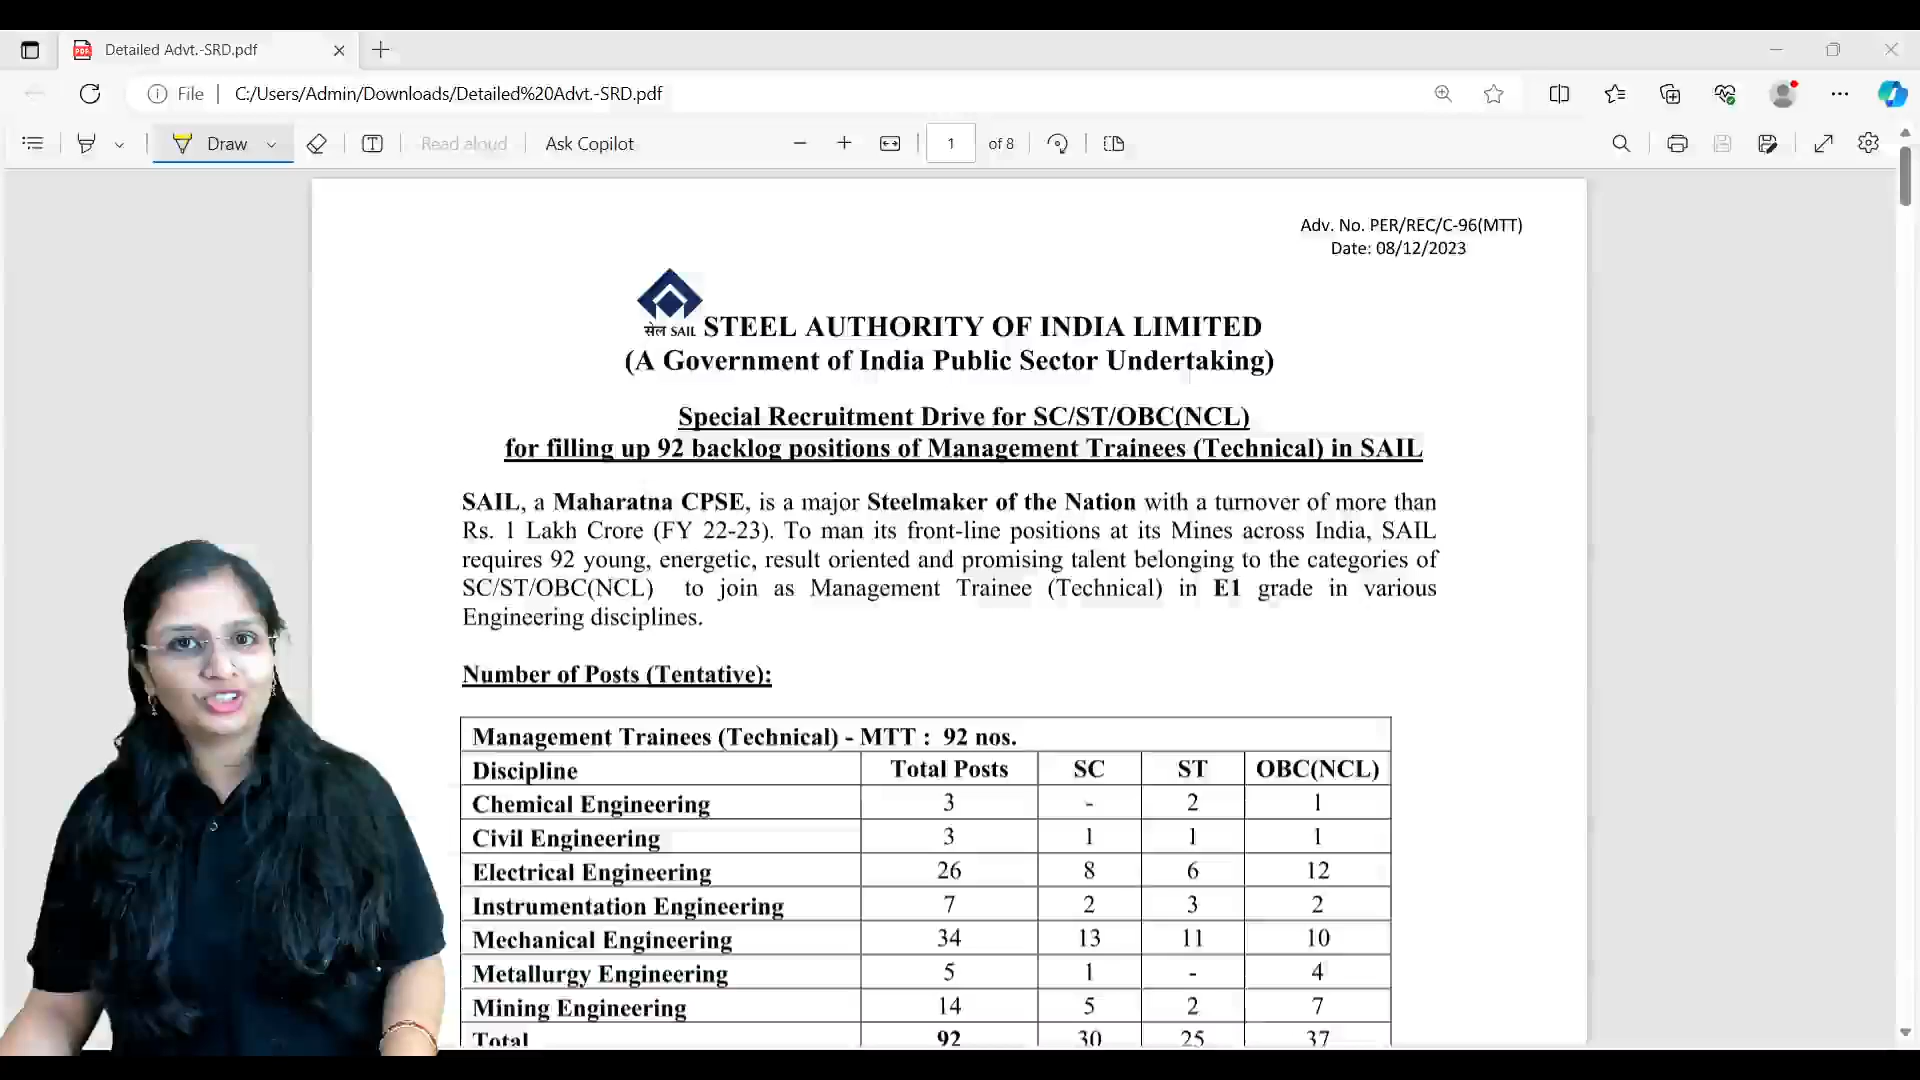 Detailed Advt.-SRD.pdf
File C:/Users/Admin/Downloads/Detailed%20Advt.-SRD.pdf
Draw Read aloud Ask Copilot 1 of 8
Adv. No. PER/REC/C-96(MTT)
Date: 08/12/2023
सेल SAIL STEEL AUTHORITY OF INDIA LIMITED
(A Government of India Public Sector Undertaking)
Special Recruitment Drive for SC/ST/OBC(NCL)
for filling up 92 backlog positions of Management Trainees (Technical) in SAIL
SAIL, a Maharatna CPSE, is a major Steelmaker of the Nation with a turnover of more than
Rs. 1 Lakh Crore (FY 22-23). To man its front-line positions at its Mines across India, SAIL
requires 92 young, energetic, result oriented and promising talent belonging to the categories of
SC/ST/OBC(NCL) to join as Management Trainee (Technical) in E1 grade in various
Engineering disciplines.
Number of Posts (Tentative):
Management Trainees (Technical) - MTT : 92 nos.
Discipline Total Posts SC ST OBC(NCL)
Chemical Engineering 3 - 2 1
Civil Engineering 3 1 1 1
Electrical Engineering 26 8 6 12
Instrumentation Engineering 7 2 3 2
Mechanical Engineering 34 13 11 10
Metallurgy Engineering 5 1 - 4
Mining Engineering 14 5 2 7
Total 92 30 25 37